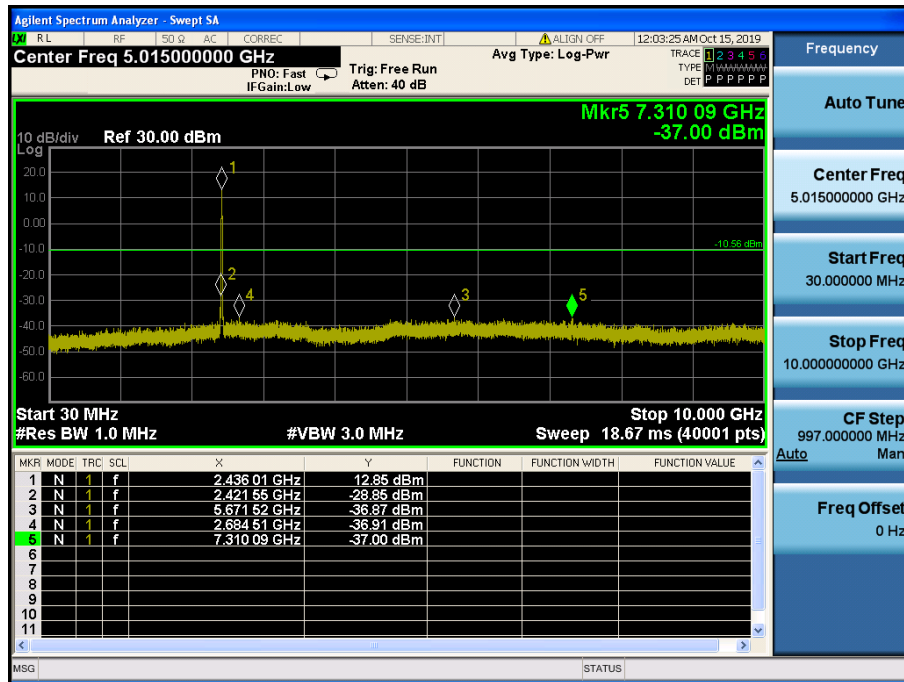 Agilent Spectrum Analyzer - Swept SA
LXI RL RF 50 Ω AC CORREC SENSE:INT ALIGN OFF 12:03:25 AM Oct 15, 2019
Center Freq 5.015000000 GHz
PNO: Fast
IFGain:Low
Trig: Free Run
Atten: 40 dB
Avg Type: Log-Pwr
TRACE 1 2 3 4 5 6
TYPE M
DET P P P P P P
Mkr5 7.310 09 GHz
-37.00 dBm
10 dB/div Ref 30.00 dBm
Log
20.0
10.0
0.00
-10.0
-20.0
-30.0
-40.0
-50.0
-60.0
1
2
4
3
5
-10.56 dBm
Start 30 MHz Stop 10.000 GHz
#Res BW 1.0 MHz #VBW 3.0 MHz Sweep 18.67 ms (40001 pts)
MKR MODE TRC SCL X Y FUNCTION FUNCTION WIDTH FUNCTION VALUE
1 N 1 f 2.436 01 GHz 12.85 dBm
2 N 1 f 2.421 55 GHz -28.85 dBm
3 N 1 f 5.671 52 GHz -36.87 dBm
4 N 1 f 2.684 51 GHz -36.91 dBm
5 N 1 f 7.310 09 GHz -37.00 dBm
6
7
8
9
10
11
MSG STATUS
Frequency
Auto Tune
Center Freq
5.015000000 GHz
Start Freq
30.000000 MHz
Stop Freq
10.000000000 GHz
CF Step
997.000000 MHz
Auto Man
Freq Offset
0 Hz